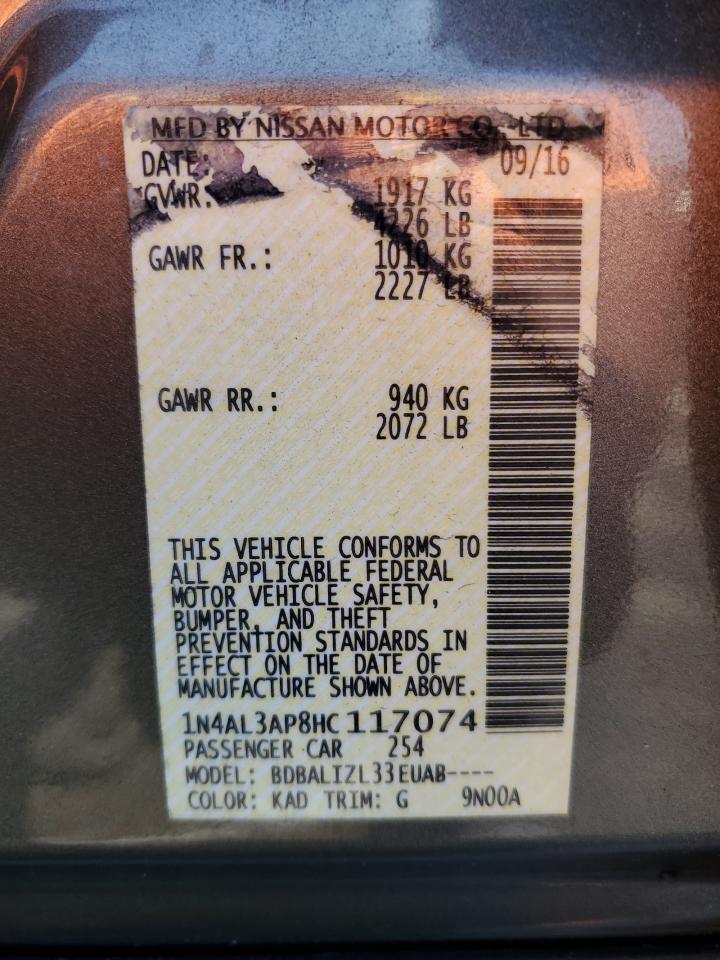 MFD BY NISSAN MOTOR CO., LTD.
DATE: 09/16
GVWR: 1917 KG
4226 LB
GAWR FR.: 1010 KG
2227 LB
GAWR RR.: 940 KG
2072 LB
THIS VEHICLE CONFORMS TO
ALL APPLICABLE FEDERAL
MOTOR VEHICLE SAFETY,
BUMPER, AND THEFT
PREVENTION STANDARDS IN
EFFECT ON THE DATE OF
MANUFACTURE SHOWN ABOVE.
1N4AL3AP8HC 117074
PASSENGER CAR 254
MODEL: BDBALIZL33EUAB----
COLOR: KAD TRIM: G 9N00A